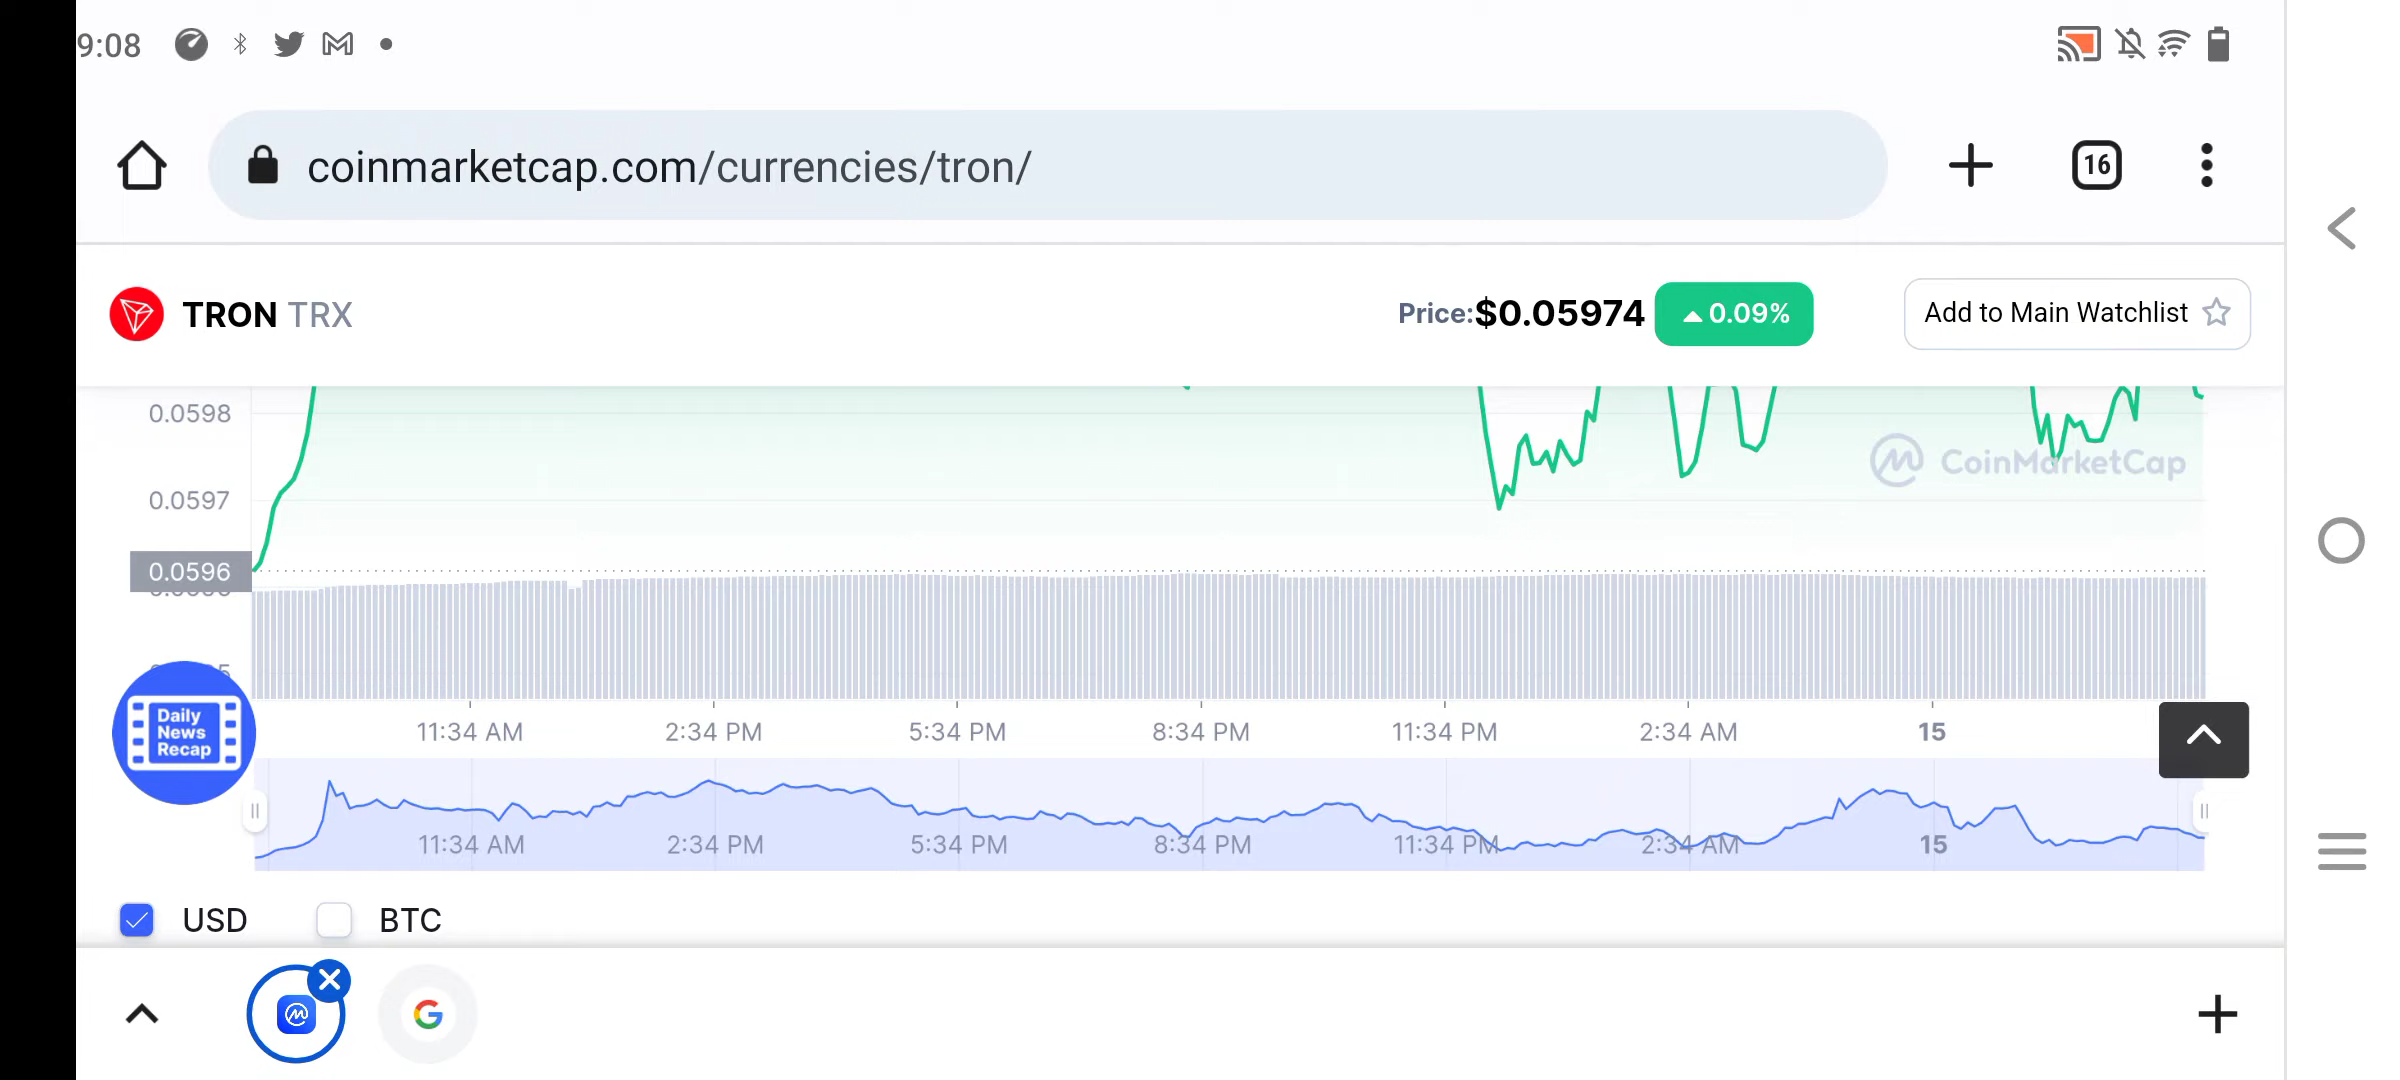 9:08
coinmarketcap.com/currencies/tron/
16
TRON TRX
Price:$0.05974
0.09%
Add to Main Watchlist
0.0598
0.0597
0.0596
CoinMarketCap
Daily
News
Recap
11:34 AM 2:34 PM 5:34 PM 8:34 PM 11:34 PM 2:34 AM 15
11:34 AM 2:34 PM 5:34 PM 8:34 PM 11:34 PM 2:34 AM 15
USD BTC